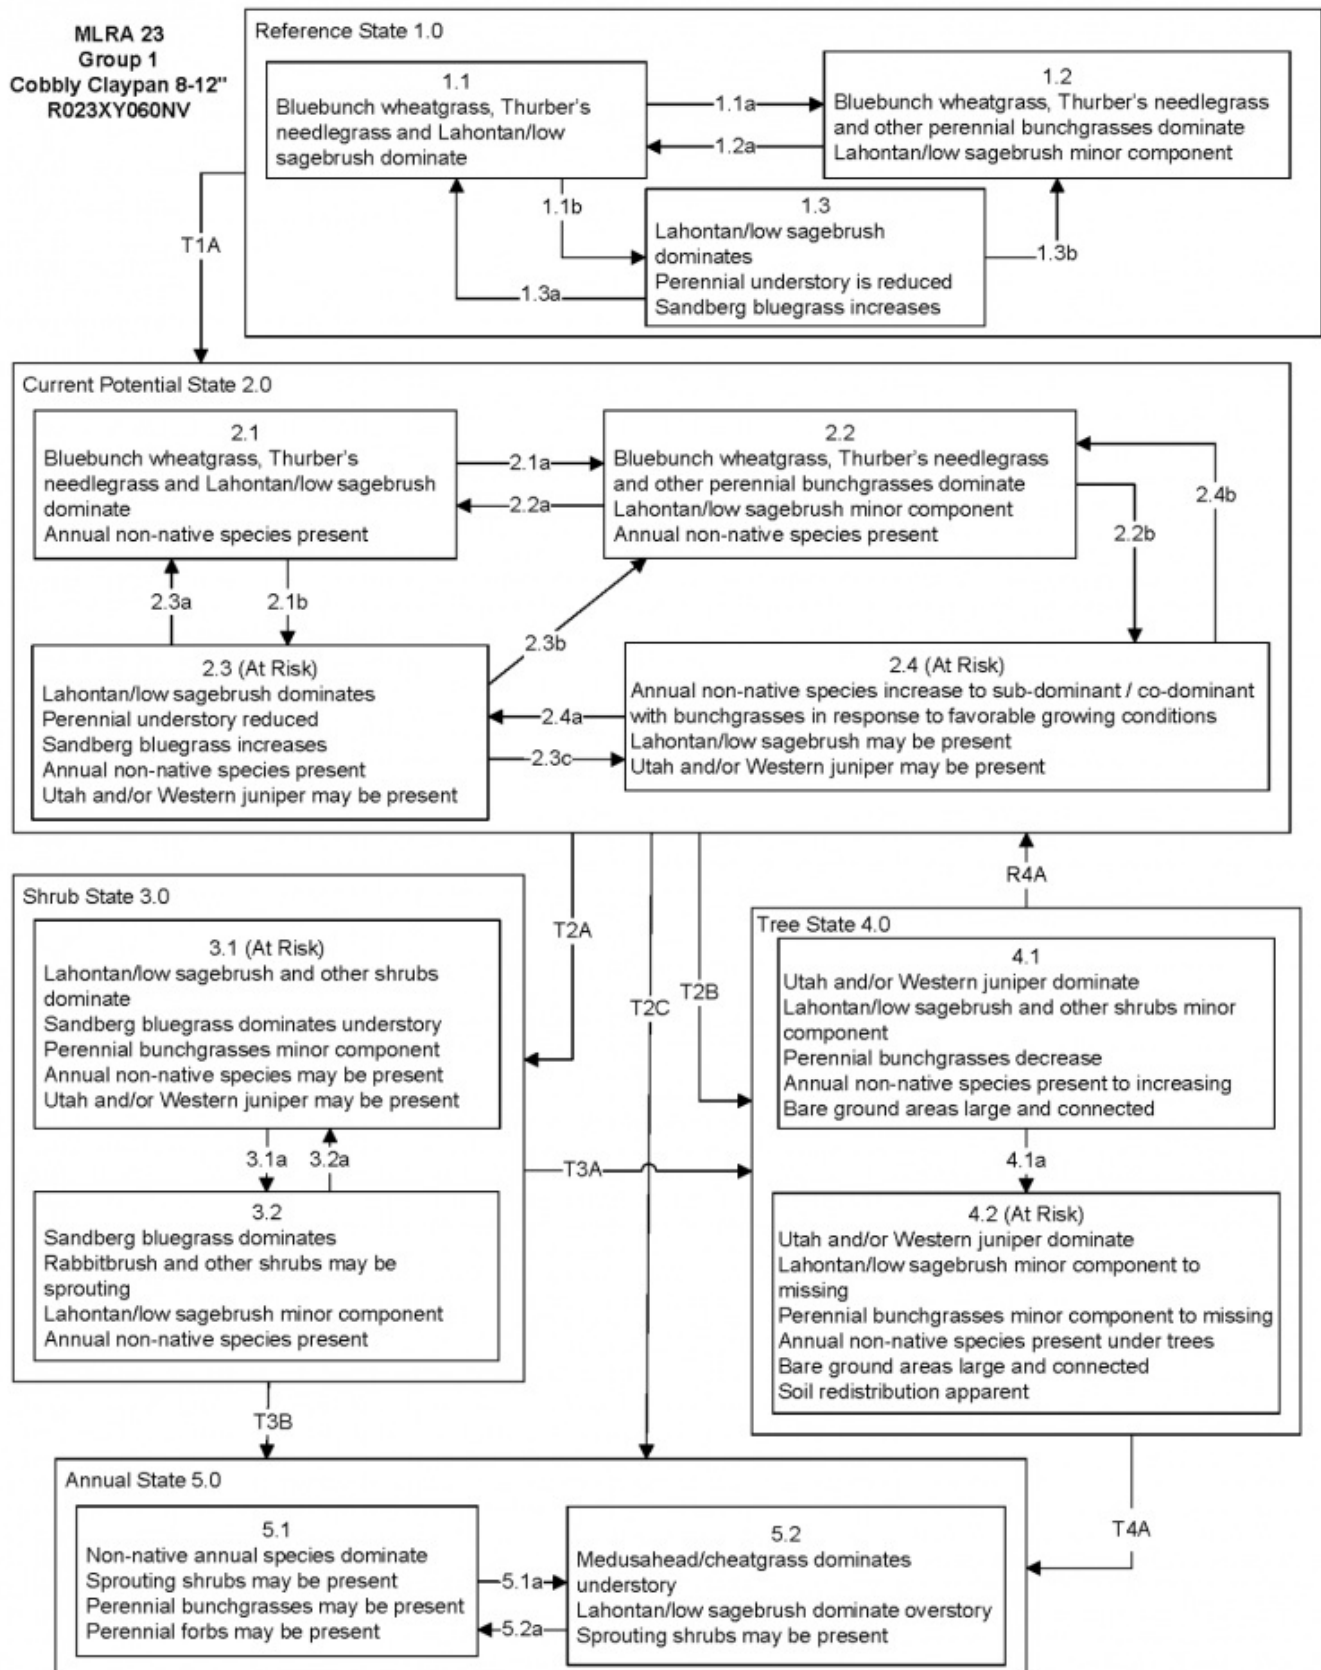 MLRA 23
Group 1
Cobbly Claypan 8-12"
R023XY060NV
Reference State 1.0
1.1
Bluebunch wheatgrass, Thurber's
needlegrass and Lahontan/low
sagebrush dominate
1.1a
1.2a
1.2
Bluebunch wheatgrass, Thurber's needlegrass
and other perennial bunchgrasses dominate
Lahontan/low sagebrush minor component
1.1b
1.3
Lahontan/low sagebrush
dominates
Perennial understory is reduced
Sandberg bluegrass increases
1.3a
1.3b
T1A
Current Potential State 2.0
2.1
Bluebunch wheatgrass, Thurber's
needlegrass and Lahontan/low sagebrush
dominate
Annual non-native species present
2.1a
2.2a
2.2
Bluebunch wheatgrass, Thurber's needlegrass
and other perennial bunchgrasses dominate
Lahontan/low sagebrush minor component
Annual non-native species present
2.4b
2.2b
2.3a
2.1b
2.3b
2.3 (At Risk)
Lahontan/low sagebrush dominates
Perennial understory reduced
Sandberg bluegrass increases
Annual non-native species present
Utah and/or Western juniper may be present
2.4a
2.3c
2.4 (At Risk)
Annual non-native species increase to sub-dominant / co-dominant
with bunchgrasses in response to favorable growing conditions
Lahontan/low sagebrush may be present
Utah and/or Western juniper may be present
T2A
T2C
T2B
R4A
Shrub State 3.0
3.1 (At Risk)
Lahontan/low sagebrush and other shrubs
dominate
Sandberg bluegrass dominates understory
Perennial bunchgrasses minor component
Annual non-native species may be present
Utah and/or Western juniper may be present
3.1a
3.2a
3.2
Sandberg bluegrass dominates
Rabbitbrush and other shrubs may be
sprouting
Lahontan/low sagebrush minor component
Annual non-native species present
T3A
T3B
Tree State 4.0
4.1
Utah and/or Western juniper dominate
Lahontan/low sagebrush and other shrubs minor
component
Perennial bunchgrasses decrease
Annual non-native species present to increasing
Bare ground areas large and connected
4.1a
4.2 (At Risk)
Utah and/or Western juniper dominate
Lahontan/low sagebrush minor component to
missing
Perennial bunchgrasses minor component to missing
Annual non-native species present under trees
Bare ground areas large and connected
Soil redistribution apparent
T4A
Annual State 5.0
5.1
Non-native annual species dominate
Sprouting shrubs may be present
Perennial bunchgrasses may be present
Perennial forbs may be present
5.1a
5.2a
5.2
Medusahead/cheatgrass dominates
understory
Lahontan/low sagebrush dominate overstory
Sprouting shrubs may be present